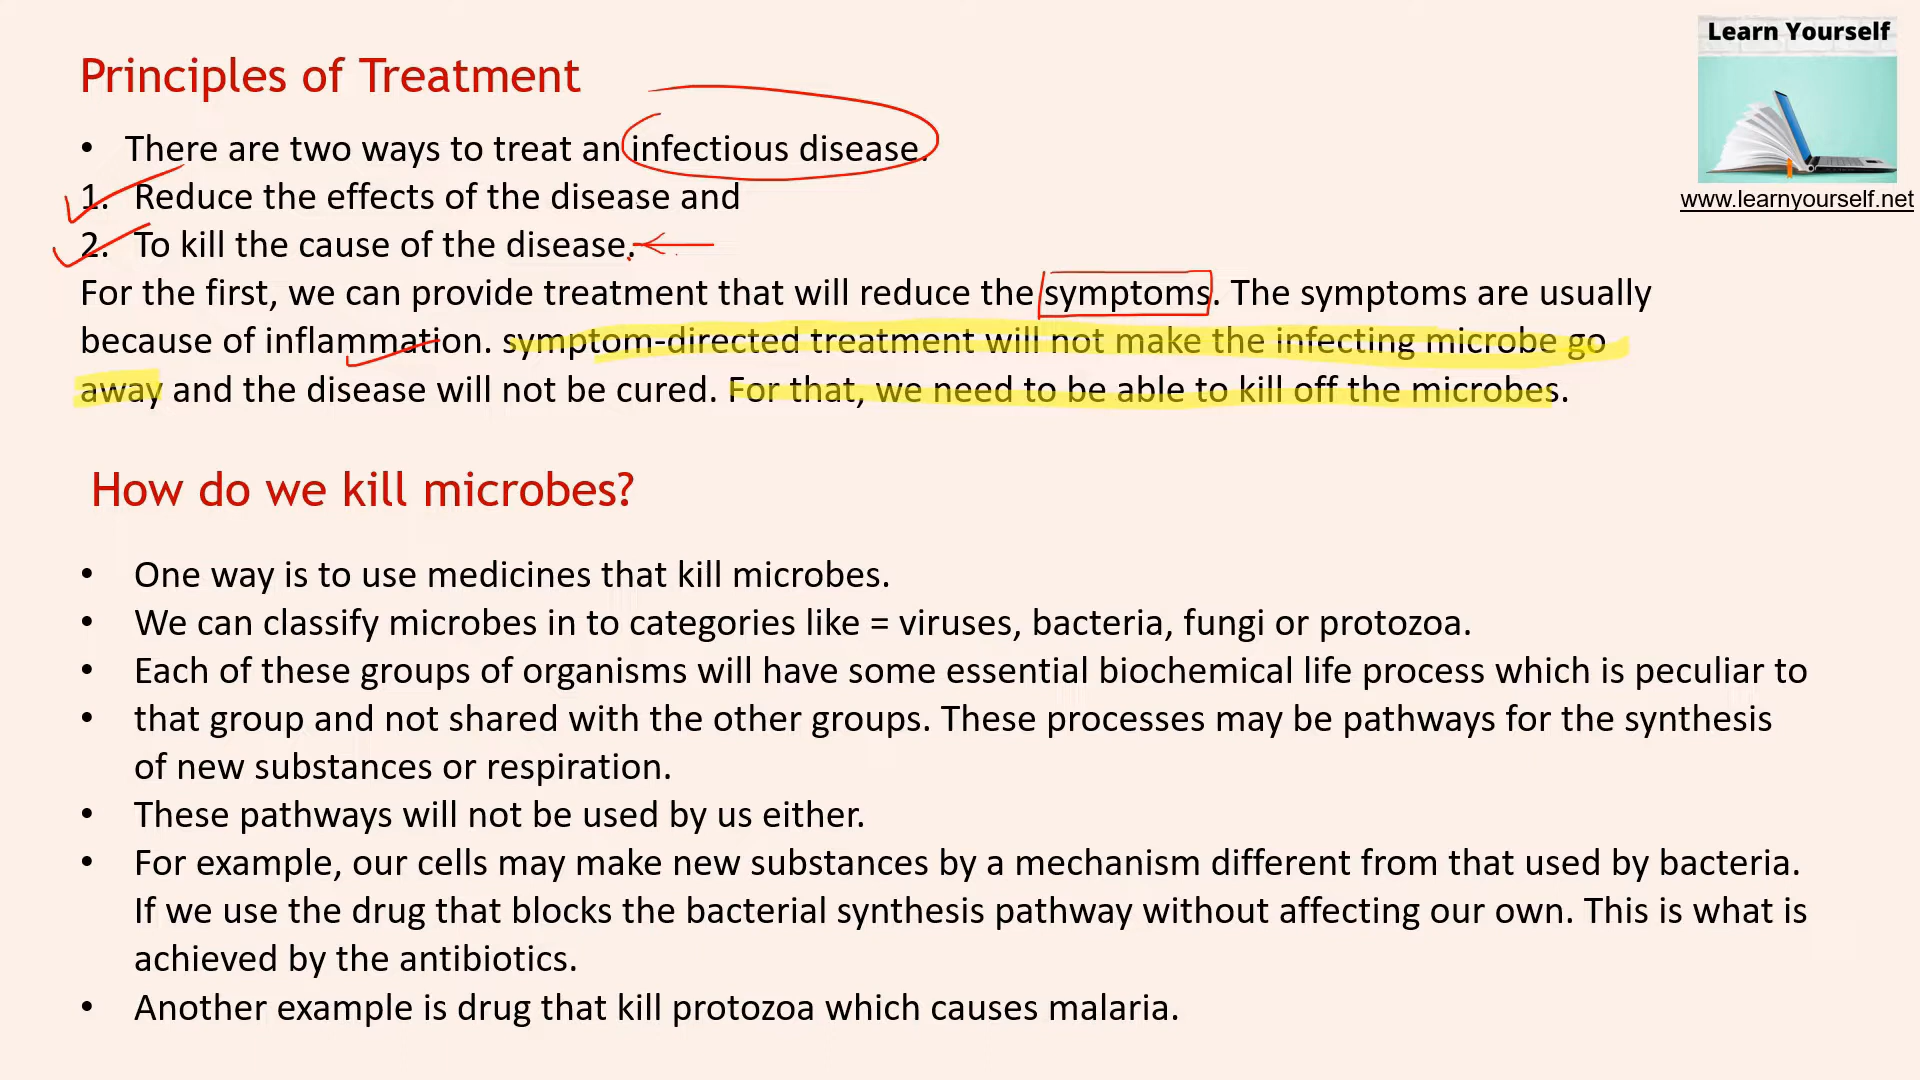 Learn Yourself
www.learnyourself.net
Principles of Treatment
• There are two ways to treat an infectious disease.
1. Reduce the effects of the disease and
2. To kill the cause of the disease.
For the first, we can provide treatment that will reduce the symptoms. The symptoms are usually
because of inflammation. symptom-directed treatment will not make the infecting microbe go
away and the disease will not be cured. For that, we need to be able to kill off the microbes.
How do we kill microbes?
• One way is to use medicines that kill microbes.
• We can classify microbes in to categories like = viruses, bacteria, fungi or protozoa.
• Each of these groups of organisms will have some essential biochemical life process which is peculiar to
• that group and not shared with the other groups. These processes may be pathways for the synthesis
of new substances or respiration.
• These pathways will not be used by us either.
• For example, our cells may make new substances by a mechanism different from that used by bacteria.
If we use the drug that blocks the bacterial synthesis pathway without affecting our own. This is what is
achieved by the antibiotics.
• Another example is drug that kill protozoa which causes malaria.